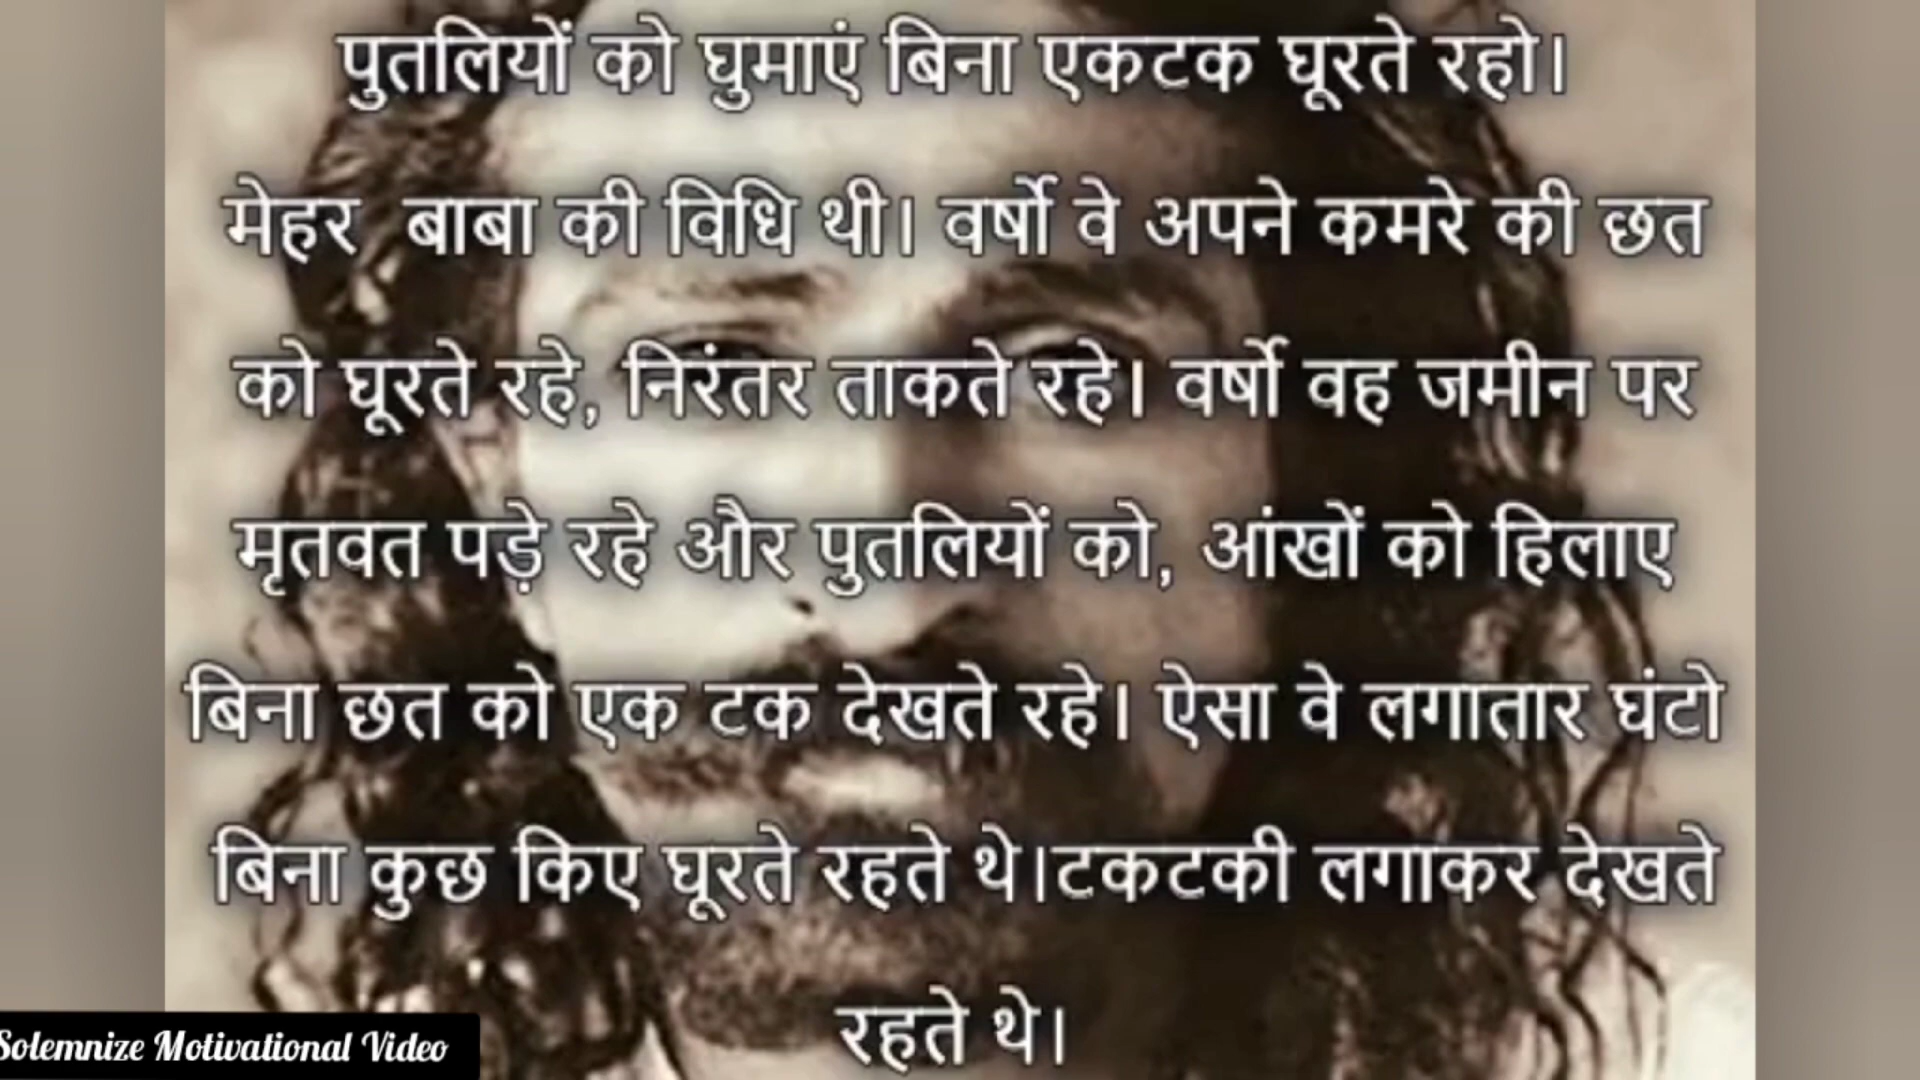 पुतलियों को घुमाएं बिना एकटक घूरते रहो।
मेहर बाबा की विधि थी। वर्षो वे अपने कमरे की छत
को घूरते रहे, निरंतर ताकते रहे। वर्षो वह जमीन पर
मृतवत पड़े रहे और पुतलियों को, आंखों को हिलाए
बिना छत को एक टक देखते रहे। ऐसा वे लगातार घंटो
बिना कुछ किए घूरते रहते थे।टकटकी लगाकर देखते
रहते थे।
Solemnize Motivational Video